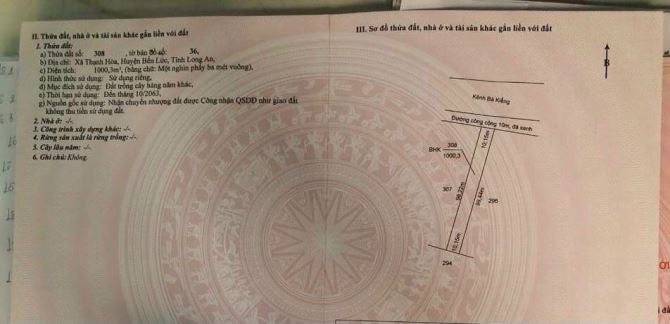 II. Thửa đất, nhà ở và tài sản khác gắn liền với đất
1. Thửa đất:
a) Thửa đất số: 308 , tờ bản đồ số: 36,
b) Địa chỉ: Xã Thạnh Hòa, Huyện Bến Lức, Tỉnh Long An,
c) Diện tích: 1000,3m², (bằng chữ: Một nghìn phẩy ba mét vuông),
d) Hình thức sử dụng: Sử dụng riêng,
đ) Mục đích sử dụng: Đất trồng cây hàng năm khác,
e) Thời hạn sử dụng: Đến tháng 10/2063,
g) Nguồn gốc sử dụng: Nhận chuyển nhượng đất được Công nhận QSDĐ như giao đất
không thu tiền sử dụng đất.
2. Nhà ở: -/-.
3. Công trình xây dựng khác: -/-.
4. Rừng sản xuất là rừng trồng: -/-.
5. Cây lâu năm: -/-.
6. Ghi chú: Không.
III. Sơ đồ thửa đất, nhà ở và tài sản khác gắn liền với đất
B
Kênh Bà Kiểng
Đường công cộng 10m, đá xanh
10,15m
BHK 308
1000,3
307
98,22m
98,44m
295
10,15m
294